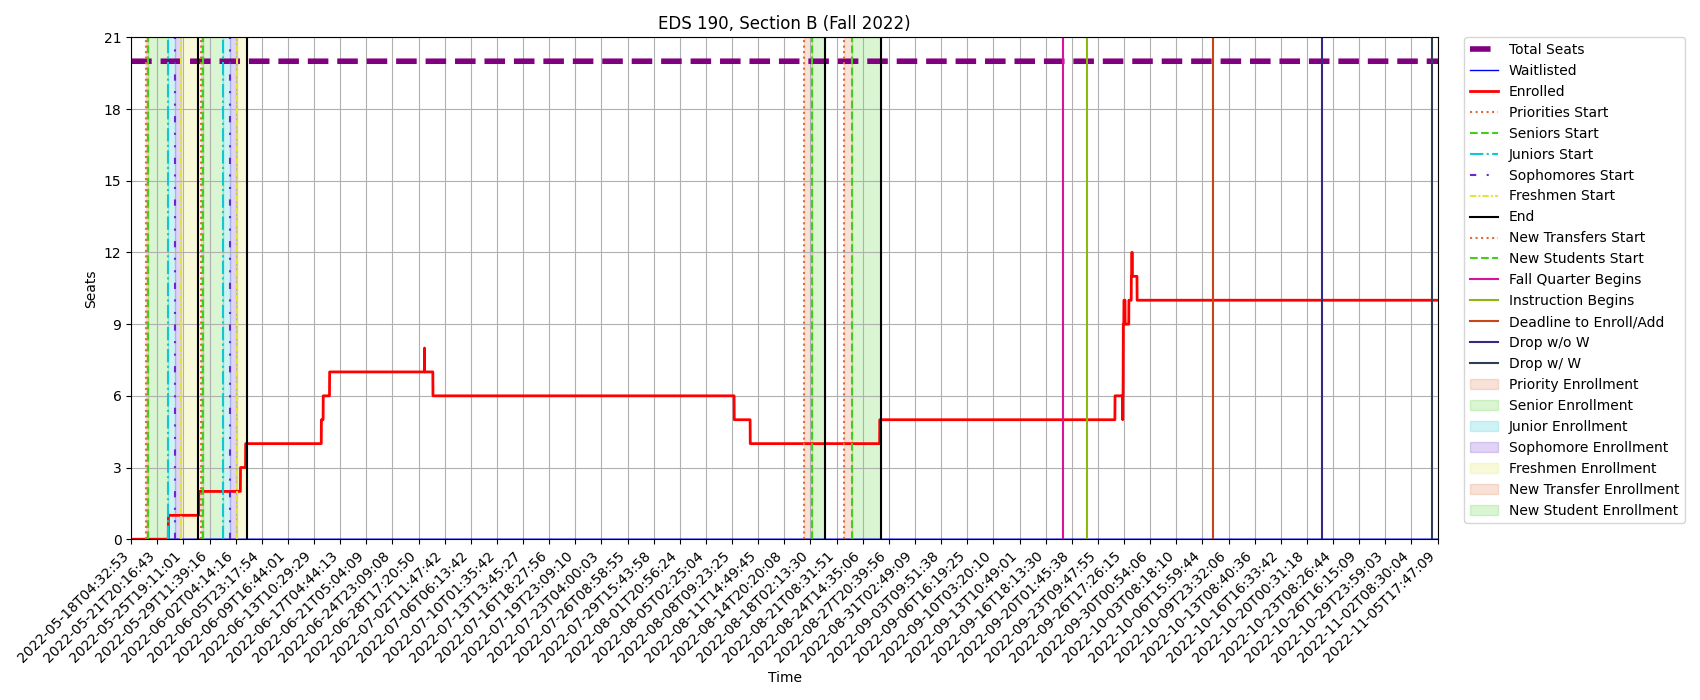 EDS 190, Section B (Fall 2022)
Seats
21
18
15
12
9
6
3
0
2022-05-18T04:32:53
2022-05-21T20:16:43
2022-05-25T19:11:01
2022-05-29T11:39:16
2022-06-02T04:14:16
2022-06-05T23:17:54
2022-06-09T16:44:01
2022-06-13T10:29:29
2022-06-17T04:44:13
2022-06-21T05:04:09
2022-06-24T23:09:08
2022-06-28T17:20:50
2022-07-02T11:47:42
2022-07-06T06:13:42
2022-07-10T01:35:42
2022-07-13T13:45:27
2022-07-16T18:27:56
2022-07-19T23:09:10
2022-07-23T04:00:03
2022-07-26T08:58:55
2022-07-29T15:43:58
2022-08-01T20:56:24
2022-08-05T02:25:04
2022-08-08T09:23:25
2022-08-11T14:49:45
2022-08-14T20:20:08
2022-08-18T02:13:30
2022-08-21T08:31:51
2022-08-24T14:35:06
2022-08-27T20:39:56
2022-08-31T02:49:09
2022-09-03T09:51:38
2022-09-06T16:19:25
2022-09-10T03:20:10
2022-09-13T10:49:01
2022-09-16T18:13:30
2022-09-20T01:45:38
2022-09-23T09:47:55
2022-09-26T17:26:15
2022-09-30T00:54:06
2022-10-03T08:18:10
2022-10-06T15:59:44
2022-10-09T23:32:06
2022-10-13T08:40:36
2022-10-16T16:33:42
2022-10-20T00:31:18
2022-10-23T08:26:44
2022-10-26T16:15:09
2022-10-29T23:59:03
2022-11-02T08:30:04
2022-11-05T17:47:09
Time
Total Seats
Waitlisted
Enrolled
Priorities Start
Seniors Start
Juniors Start
Sophomores Start
Freshmen Start
End
New Transfers Start
New Students Start
Fall Quarter Begins
Instruction Begins
Deadline to Enroll/Add
Drop w/o W
Drop w/ W
Priority Enrollment
Senior Enrollment
Junior Enrollment
Sophomore Enrollment
Freshmen Enrollment
New Transfer Enrollment
New Student Enrollment